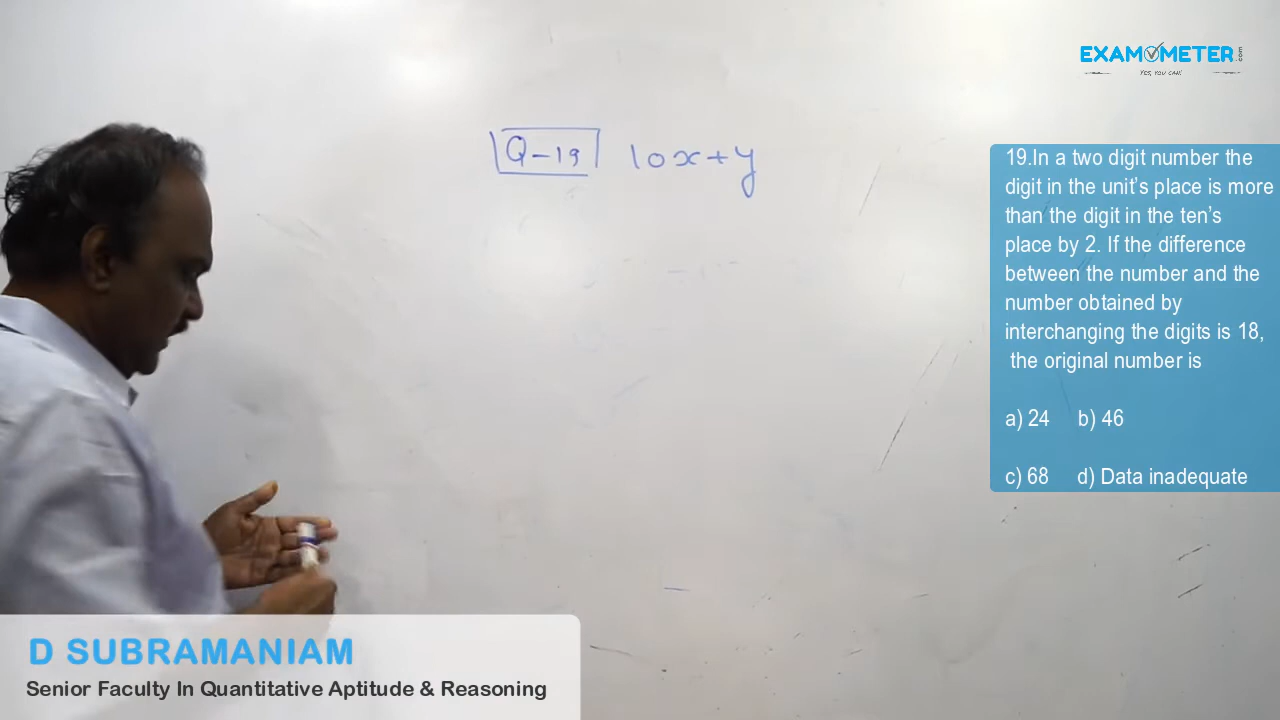 EXAMOMETER.com
YES, YOU CAN!
Q-19 10x+y
19.In a two digit number the
digit in the unit's place is more
than the digit in the ten's
place by 2. If the difference
between the number and the
number obtained by
interchanging the digits is 18,
the original number is
a) 24 b) 46
c) 68 d) Data inadequate
D SUBRAMANIAM
Senior Faculty In Quantitative Aptitude & Reasoning